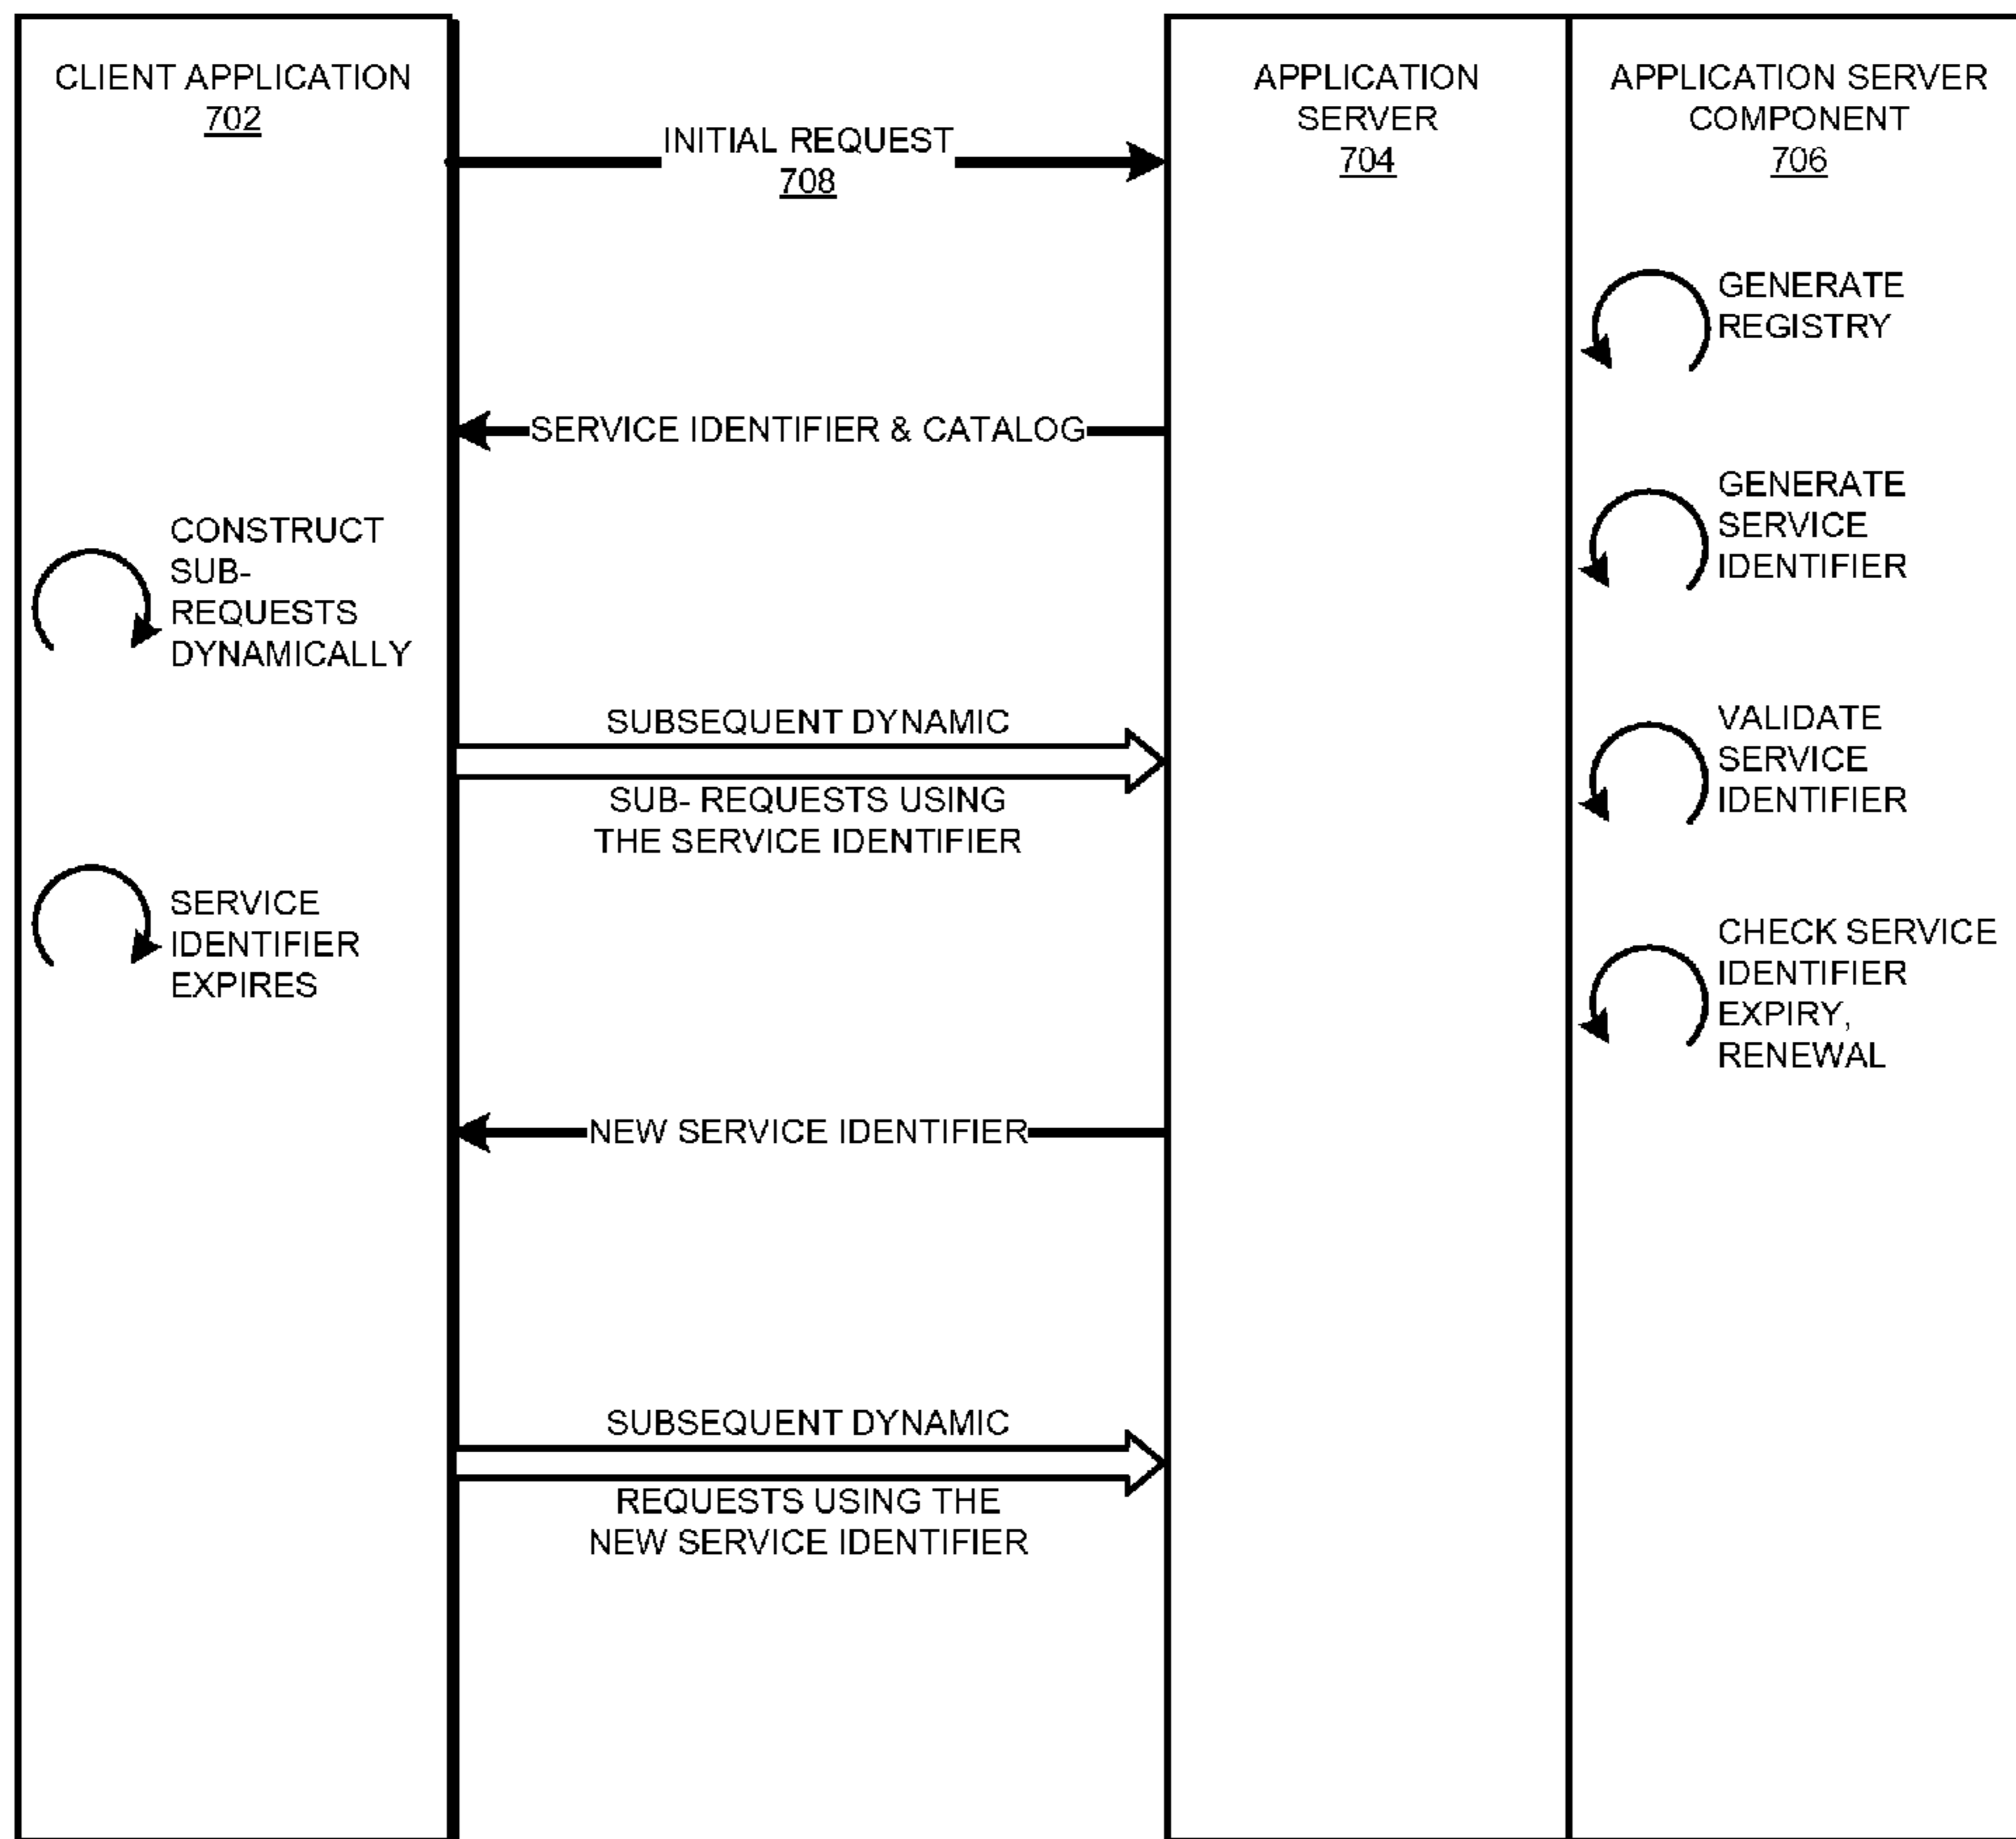 CLIENT APPLICATION
702
INITIAL REQUEST
708
APPLICATION
SERVER
704
APPLICATION SERVER
COMPONENT
706
GENERATE
REGISTRY
SERVICE IDENTIFIER & CATALOG
GENERATE
SERVICE
IDENTIFIER
CONSTRUCT
SUB-
REQUESTS
DYNAMICALLY
SUBSEQUENT DYNAMIC
SUB- REQUESTS USING
THE SERVICE IDENTIFIER
VALIDATE
SERVICE
IDENTIFIER
SERVICE
IDENTIFIER
EXPIRES
CHECK SERVICE
IDENTIFIER
EXPIRY,
RENEWAL
NEW SERVICE IDENTIFIER
SUBSEQUENT DYNAMIC
REQUESTS USING THE
NEW SERVICE IDENTIFIER